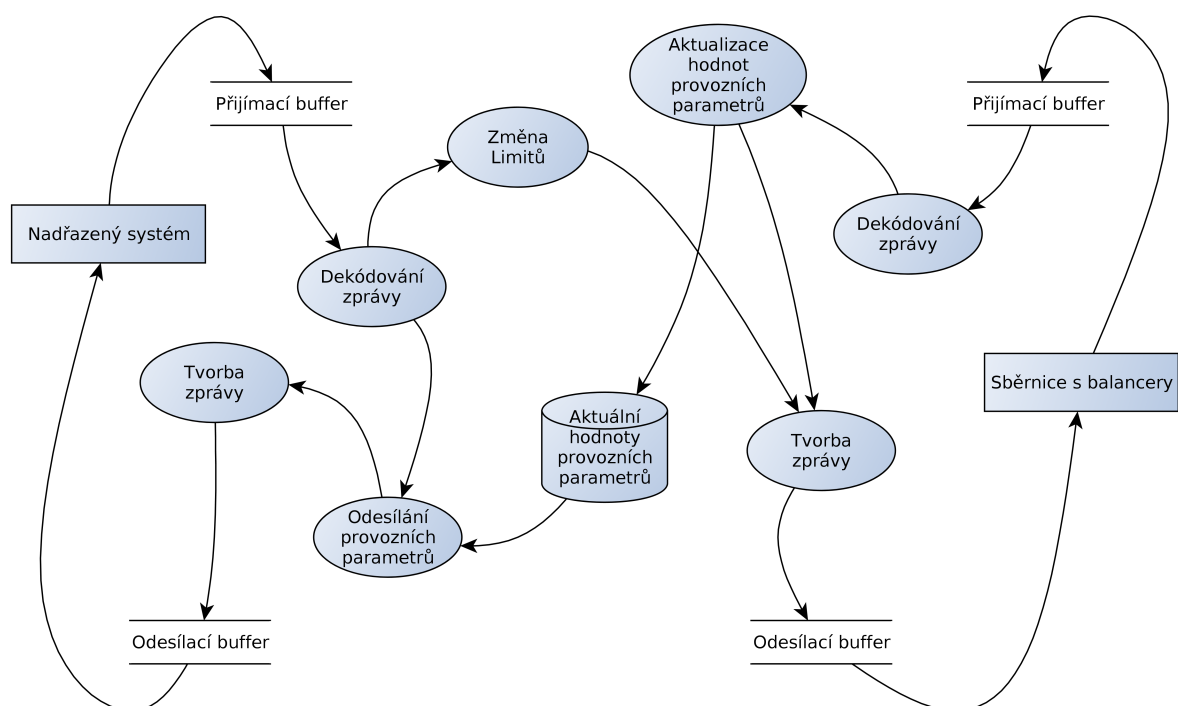 Aktualizace
hodnot
provozních
parametrů
Přijímací buffer
Přijímací buffer
Změna
Limitů
Nadřazený systém
Dekódování
zprávy
Dekódování
zprávy
Tvorba
zprávy
Sběrnice s balancery
Aktuální
hodnoty
provozních
parametrů
Tvorba
zprávy
Odesílání
provozních
parametrů
Odesílací buffer
Odesílací buffer